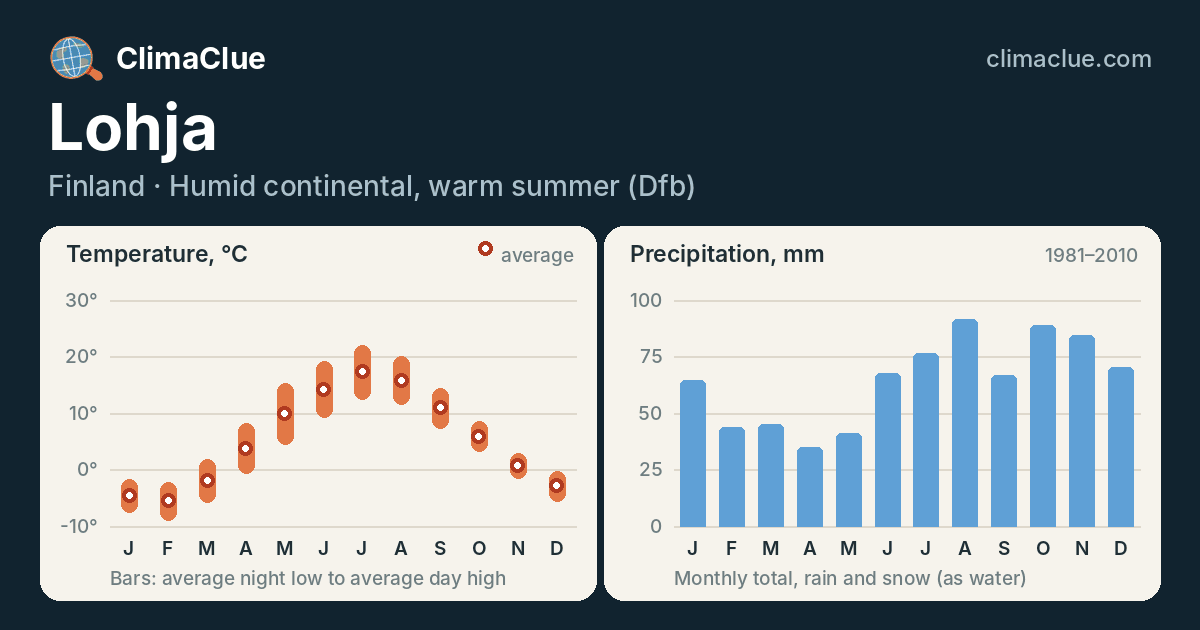 ClimaClue
climaclue.com
Lohja
Finland · Humid continental, warm summer (Dfb)
Temperature, °C
average
30°
20°
10°
0°
-10°
J F M A M J J A S O N D
Bars: average night low to average day high
Precipitation, mm
1981–2010
100
75
50
25
0
J F M A M J J A S O N D
Monthly total, rain and snow (as water)